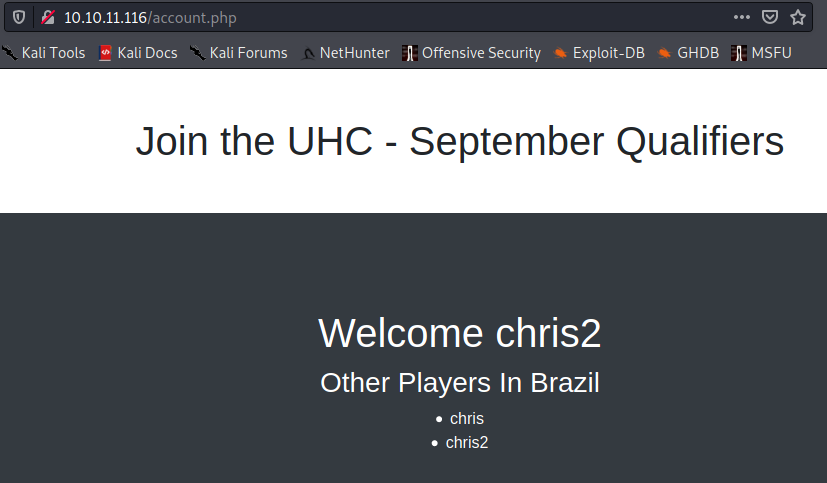 10.10.11.116/account.php
Kali Tools Kali Docs Kali Forums NetHunter Offensive Security Exploit-DB GHDB MSFU
Join the UHC - September Qualifiers
Welcome chris2
Other Players In Brazil
• chris
• chris2